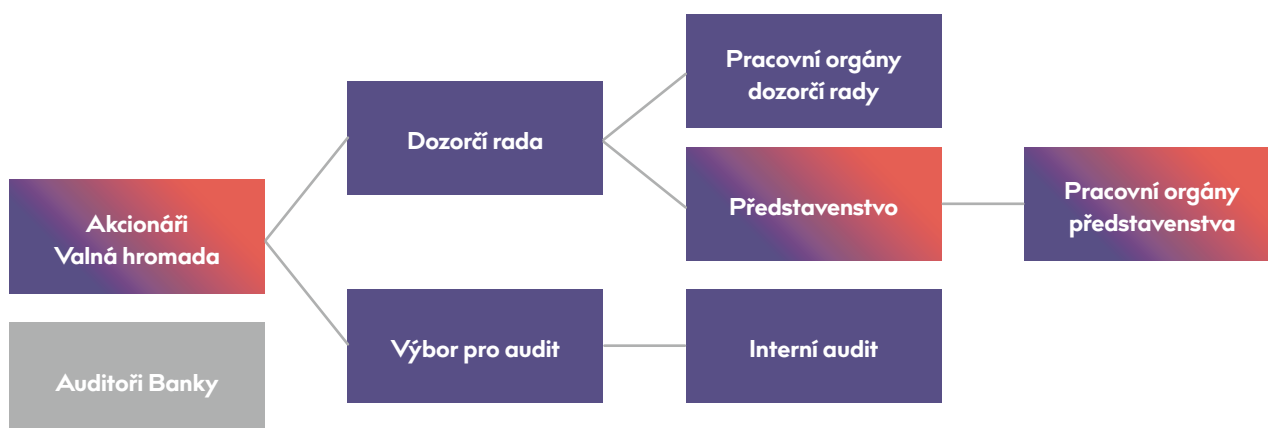 Akcionáři
Valná hromada
Auditoři Banky
Dozorčí rada
Výbor pro audit
Pracovní orgány
dozorčí rady
Představenstvo
Interní audit
Pracovní orgány
představenstva